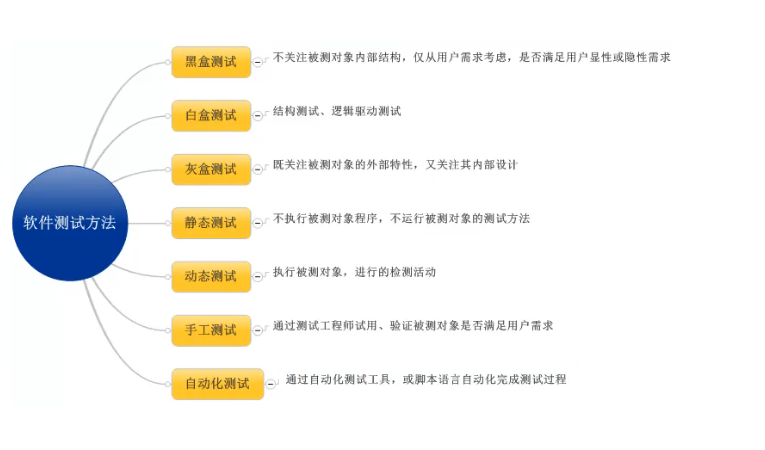 软件测试方法
黑盒测试
不关注被测对象内部结构，仅从用户需求考虑，是否满足用户显性或隐性需求
白盒测试
结构测试、逻辑驱动测试
灰盒测试
既关注被测对象的外部特性，又关注其内部设计
静态测试
不执行被测对象程序，不运行被测对象的测试方法
动态测试
执行被测对象，进行的检测活动
手工测试
通过测试工程师试用、验证被测对象是否满足用户需求
自动化测试
通过自动化测试工具，或脚本语言自动化完成测试过程